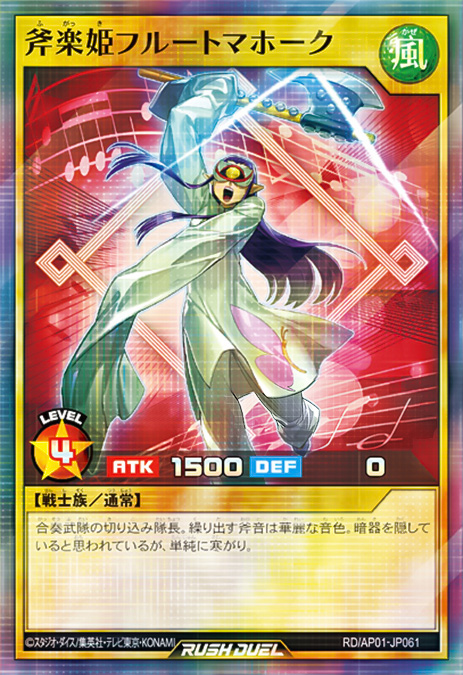 ふ がっ き
斧楽姫フルートマホーク
かぜ
風
LEVEL
4
ATK 1500 DEF 0
【戦士族／通常】
合奏武隊の切り込み隊長。繰り出す斧音は華麗な音色。暗器を隠して
いると思われているが、単純に寒がり。
©スタジオ・ダイス/集英社・テレビ東京・KONAMI
RUSH DUEL
RD/AP01-JP061